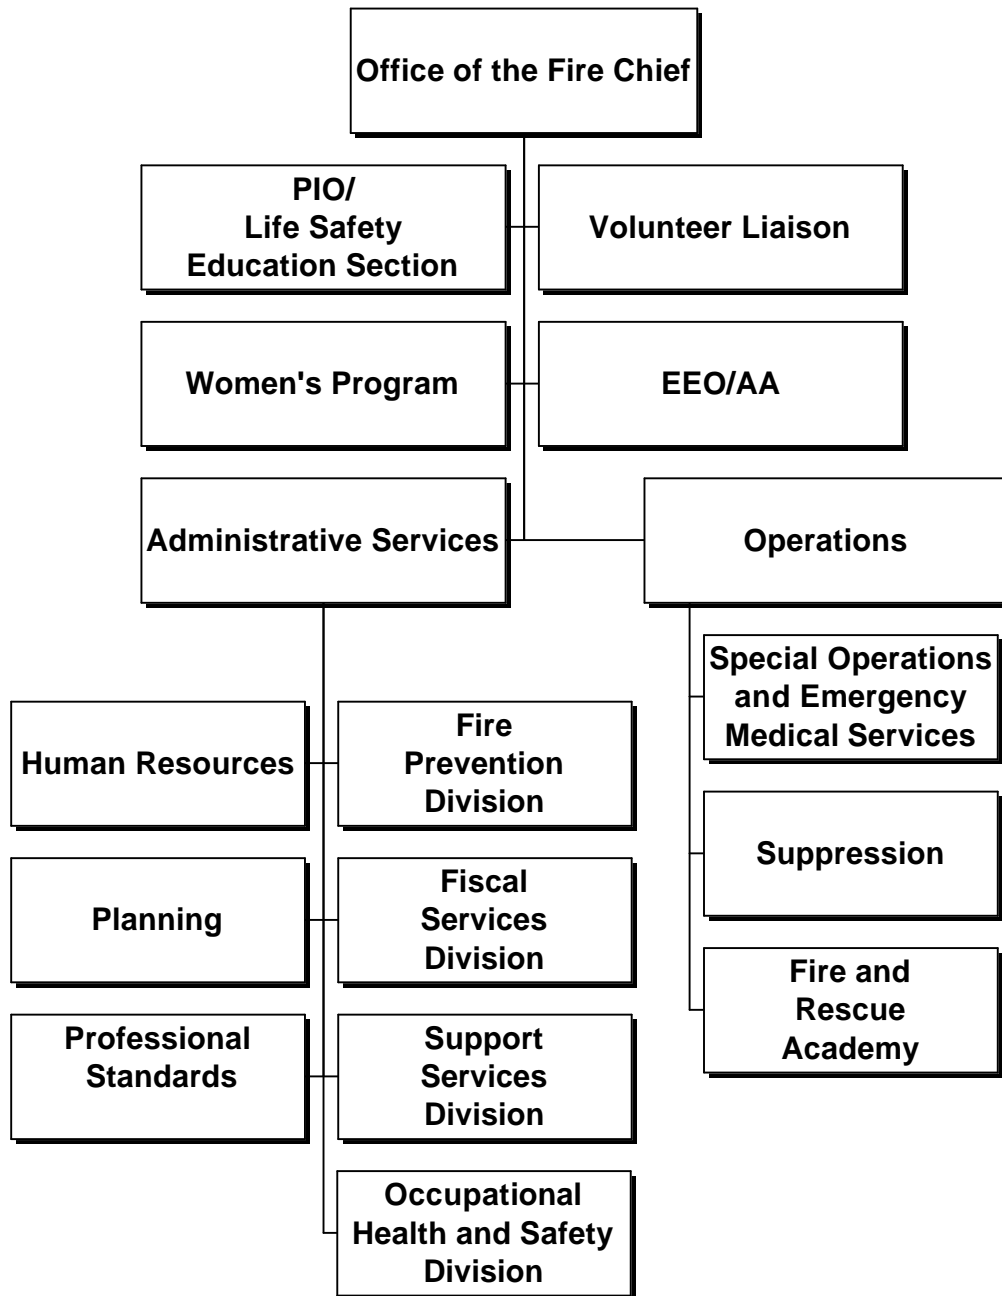 Office of the Fire Chief
PIO/
Life Safety
Education Section
Volunteer Liaison
Women's Program
EEO/AA
Administrative Services
Operations
Human Resources
Fire
Prevention
Division
Planning
Fiscal
Services
Division
Professional
Standards
Support
Services
Division
Occupational
Health and Safety
Division
Special Operations
and Emergency
Medical Services
Suppression
Fire and
Rescue
Academy